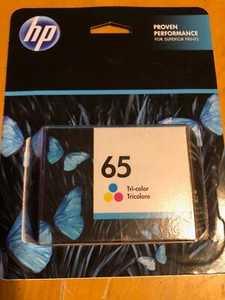 hp
PROVEN
PERFORMANCE
FOR SUPERIOR PRINTS
65
Tri-color
Tricolore